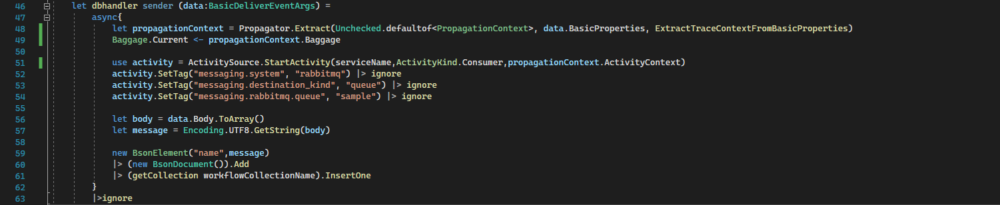 46 let dbhandler sender (data:BasicDeliverEventArgs) =
47 async{
48 let propagationContext = Propagator.Extract(Unchecked.defaultof<PropagationContext>, data.BasicProperties, ExtractTraceContextFromBasicProperties)
49 Baggage.Current <- propagationContext.Baggage
50
51 use activity = ActivitySource.StartActivity(serviceName,ActivityKind.Consumer,propagationContext.ActivityContext)
52 activity.SetTag("messaging.system", "rabbitmq") |> ignore
53 activity.SetTag("messaging.destination_kind", "queue") |> ignore
54 activity.SetTag("messaging.rabbitmq.queue", "sample") |> ignore
55
56 let body = data.Body.ToArray()
57 let message = Encoding.UTF8.GetString(body)
58
59 new BsonElement("name",message)
60 |> (new BsonDocument()).Add
61 |> (getCollection workflowCollectionName).InsertOne
62 }
63 |>ignore